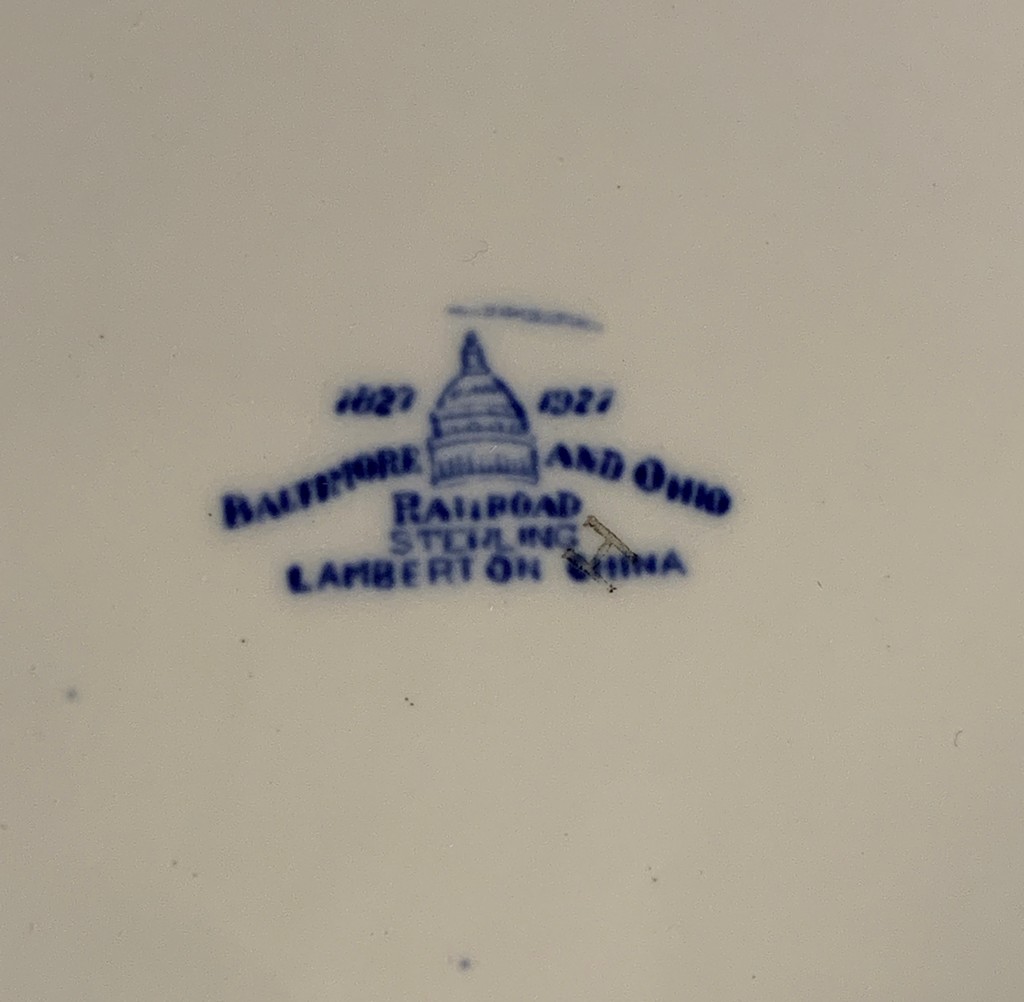 1827 1927
BALTIMORE AND OHIO
RAILROAD
STERLING
LAMBERTON CHINA